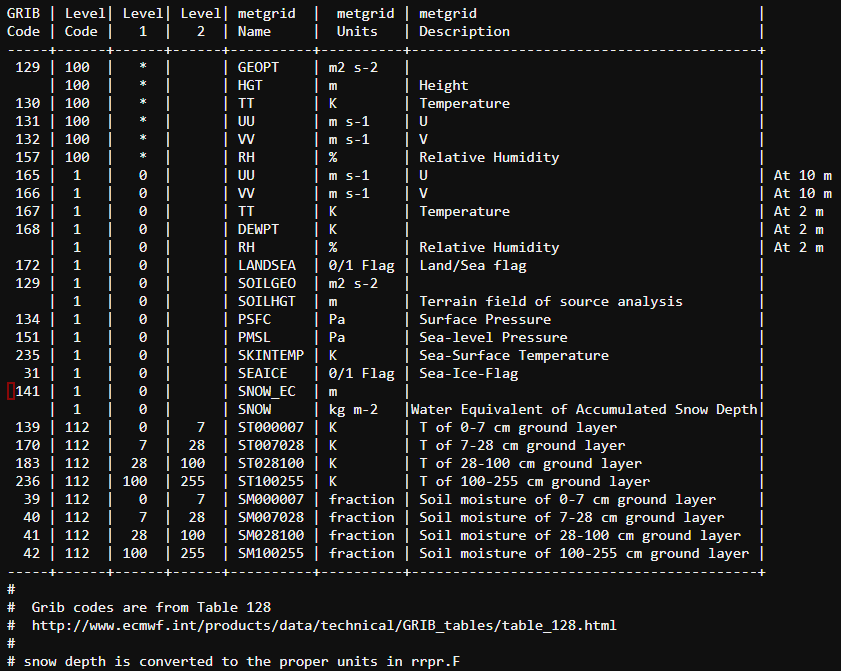 GRIB | Level| Level| Level| metgrid  |  metgrid | metgrid                                  |
Code | Code |   1  |   2  | Name     |  Units   | Description                              |
-----+------+------+------+----------+----------+------------------------------------------+
 129 | 100  |   *  |      | GEOPT    | m2 s-2   |                                          |
     | 100  |   *  |      | HGT      | m        | Height                                   |
 130 | 100  |   *  |      | TT       | K        | Temperature                              |
 131 | 100  |   *  |      | UU       | m s-1    | U                                        |
 132 | 100  |   *  |      | VV       | m s-1    | V                                        |
 157 | 100  |   *  |      | RH       | %        | Relative Humidity                        |
 165 |  1   |   0  |      | UU       | m s-1    | U                                        | At 10 m
 166 |  1   |   0  |      | VV       | m s-1    | V                                        | At 10 m
 167 |  1   |   0  |      | TT       | K        | Temperature                              | At 2 m
 168 |  1   |   0  |      | DEWPT    | K        |                                          | At 2 m
     |  1   |   0  |      | RH       | %        | Relative Humidity                        | At 2 m
 172 |  1   |   0  |      | LANDSEA  | 0/1 Flag | Land/Sea flag                            |
 129 |  1   |   0  |      | SOILGEO  | m2 s-2   |                                          |
     |  1   |   0  |      | SOILHGT  | m        | Terrain field of source analysis         |
 134 |  1   |   0  |      | PSFC     | Pa       | Surface Pressure                         |
 151 |  1   |   0  |      | PMSL     | Pa       | Sea-level Pressure                       |
 235 |  1   |   0  |      | SKINTEMP | K        | Sea-Surface Temperature                  |
  31 |  1   |   0  |      | SEAICE   | 0/1 Flag | Sea-Ice-Flag                             |
 141 |  1   |   0  |      | SNOW_EC  | m        |                                          |
     |  1   |   0  |      | SNOW     | kg m-2   |Water Equivalent of Accumulated Snow Depth|
 139 | 112  |   0  |   7  | ST000007 | K        | T of 0-7 cm ground layer                 |
 170 | 112  |   7  |  28  | ST007028 | K        | T of 7-28 cm ground layer                |
 183 | 112  |  28  | 100  | ST028100 | K        | T of 28-100 cm ground layer              |
 236 | 112  | 100  | 255  | ST100255 | K        | T of 100-255 cm ground layer             |
  39 | 112  |   0  |   7  | SM000007 | fraction | Soil moisture of 0-7 cm ground layer     |
  40 | 112  |   7  |  28  | SM007028 | fraction | Soil moisture of 7-28 cm ground layer    |
  41 | 112  |  28  | 100  | SM028100 | fraction | Soil moisture of 28-100 cm ground layer  |
  42 | 112  | 100  | 255  | SM100255 | fraction | Soil moisture of 100-255 cm ground layer |
-----+------+------+------+----------+----------+------------------------------------------+
#
#  Grib codes are from Table 128
#  http://www.ecmwf.int/products/data/technical/GRIB_tables/table_128.html
#
# snow depth is converted to the proper units in rrpr.F